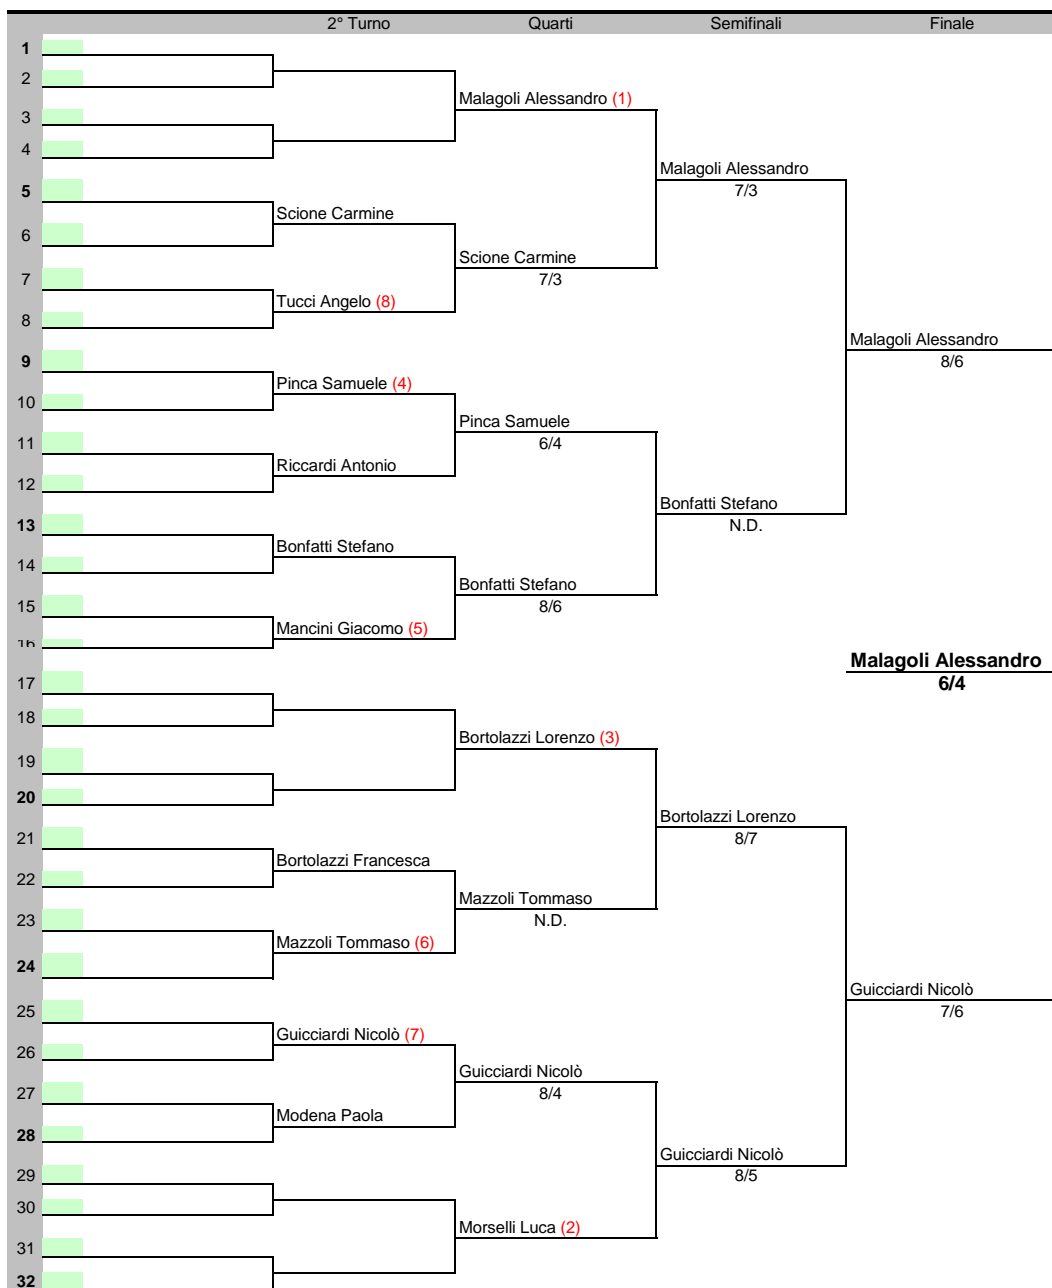 2° Turno Quarti Semifinali Finale
1
2
Malagoli Alessandro (1)
3
4
Malagoli Alessandro
5
7/3
Scione Carmine
6
Scione Carmine
7
7/3
Tucci Angelo (8)
8
Malagoli Alessandro
9
8/6
Pinca Samuele (4)
10
Pinca Samuele
11
6/4
Riccardi Antonio
12
Bonfatti Stefano
13
N.D.
Bonfatti Stefano
14
Bonfatti Stefano
15
8/6
Mancini Giacomo (5)
16
Malagoli Alessandro
17
6/4
18
Bortolazzi Lorenzo (3)
19
20
Bortolazzi Lorenzo
21
8/7
Bortolazzi Francesca
22
Mazzoli Tommaso
23
N.D.
Mazzoli Tommaso (6)
24
Guicciardi Nicolò
25
7/6
Guicciardi Nicolò (7)
26
Guicciardi Nicolò
27
8/4
Modena Paola
28
Guicciardi Nicolò
29
8/5
30
Morselli Luca (2)
31
32